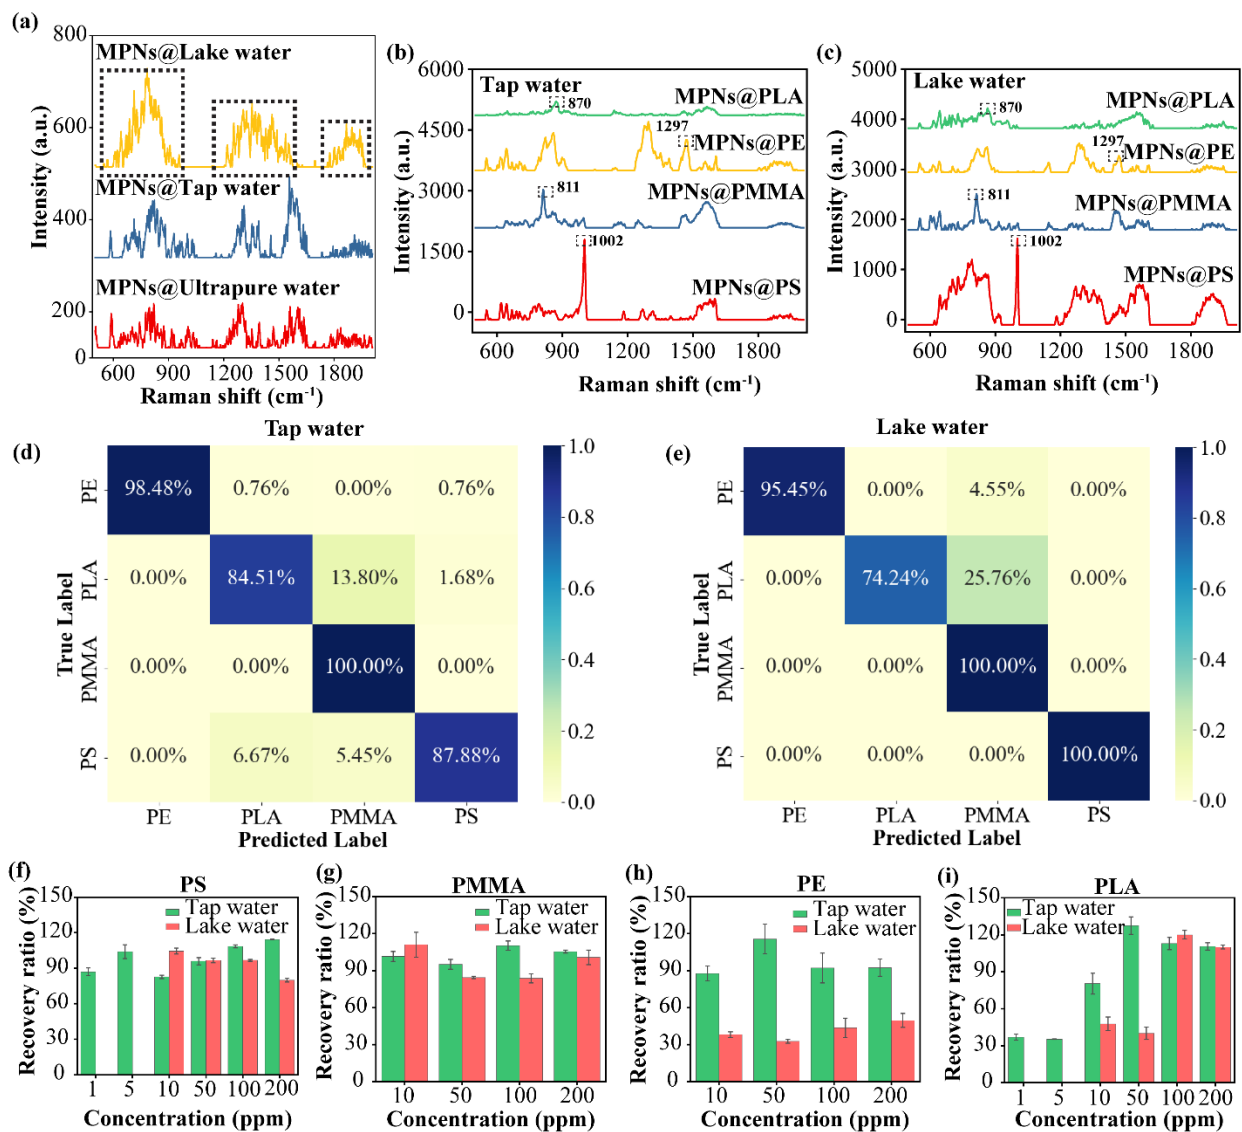 (a)
800
600
400
200
0
Intensity (a.u.)
MPNs@Lake water
MPNs@Tap water
MPNs@Ultrapure water
600 900 1200 1500 1800
Raman shift (cm-1)
(b)
6000
4500
3000
1500
0
Intensity (a.u.)
Tap water
870
MPNs@PLA
1297
MPNs@PE
811
MPNs@PMMA
1002
MPNs@PS
600 900 1200 1500 1800
Raman shift (cm-1)
(c)
5000
4000
3000
2000
1000
0
Intensity (a.u.)
Lake water
870
MPNs@PLA
1297
MPNs@PE
811
MPNs@PMMA
1002
MPNs@PS
600 900 1200 1500 1800
Raman shift (cm-1)
(d)
Tap water
True Label
PE
98.48% 0.76% 0.00% 0.76%
PLA
0.00% 84.51% 13.80% 1.68%
PMMA
0.00% 0.00% 100.00% 0.00%
PS
0.00% 6.67% 5.45% 87.88%
PE PLA PMMA PS
Predicted Label
1.0
0.8
0.6
0.4
0.2
0.0
(e)
Lake water
True Label
PE
95.45% 0.00% 4.55% 0.00%
PLA
0.00% 74.24% 25.76% 0.00%
PMMA
0.00% 0.00% 100.00% 0.00%
PS
0.00% 0.00% 0.00% 100.00%
PE PLA PMMA PS
Predicted Label
1.0
0.8
0.6
0.4
0.2
0.0
(f)
PS
Recovery ratio (%)
150
120
90
60
30
0
Tap water
Lake water
1 5 10 50 100 200
Concentration (ppm)
(g)
PMMA
Recovery ratio (%)
150
120
90
60
30
0
Tap water
Lake water
10 50 100 200
Concentration (ppm)
(h)
PE
Recovery ratio (%)
150
120
90
60
30
0
Tap water
Lake water
10 50 100 200
Concentration (ppm)
(i)
PLA
Recovery ratio (%)
150
120
90
60
30
0
Tap water
Lake water
1 5 10 50 100 200
Concentration (ppm)